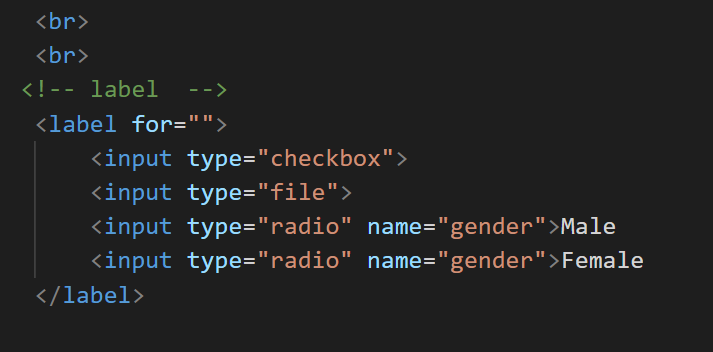 <br>
<br>
<!-- label  -->
<label for="">
<input type="checkbox">
<input type="file">
<input type="radio" name="gender">Male
<input type="radio" name="gender">Female
</label>